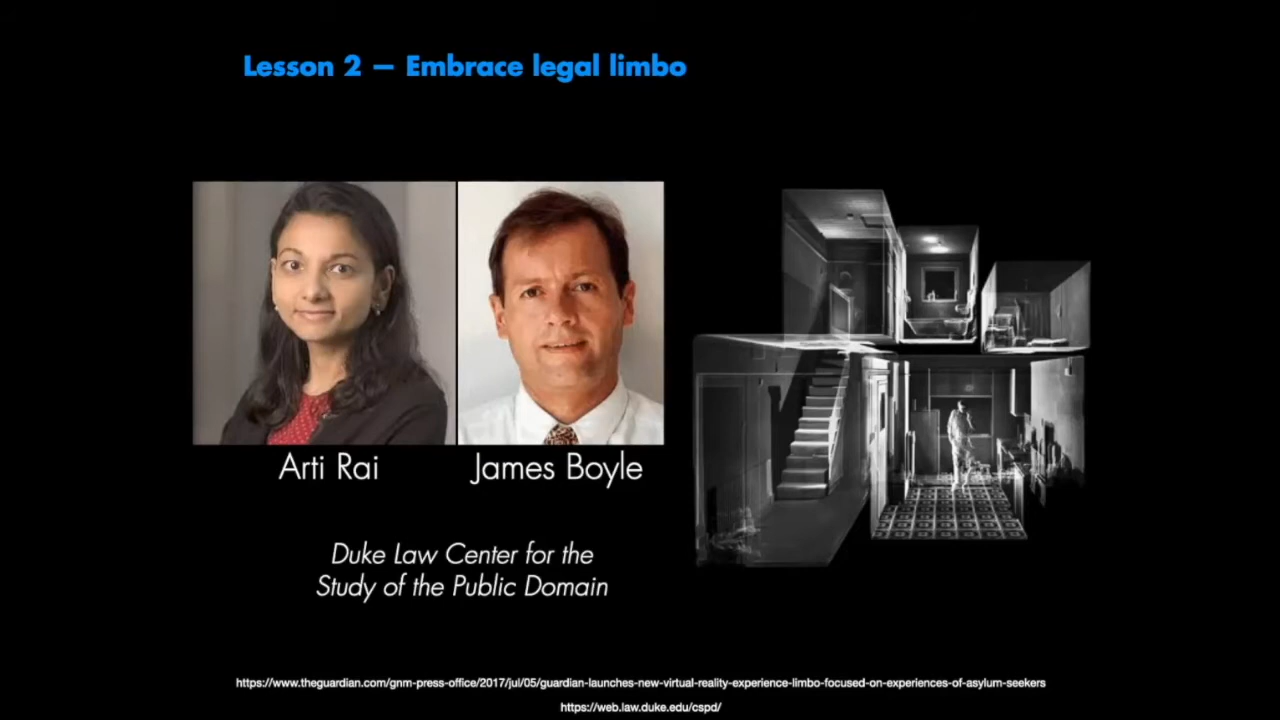 Lesson 2 — Embrace legal limbo
Arti Rai
James Boyle
Duke Law Center for the
Study of the Public Domain
https://www.theguardian.com/gnm-press-office/2017/jul/05/guardian-launches-new-virtual-reality-experience-limbo-focused-on-experiences-of-asylum-seekers
https://web.law.duke.edu/cspd/